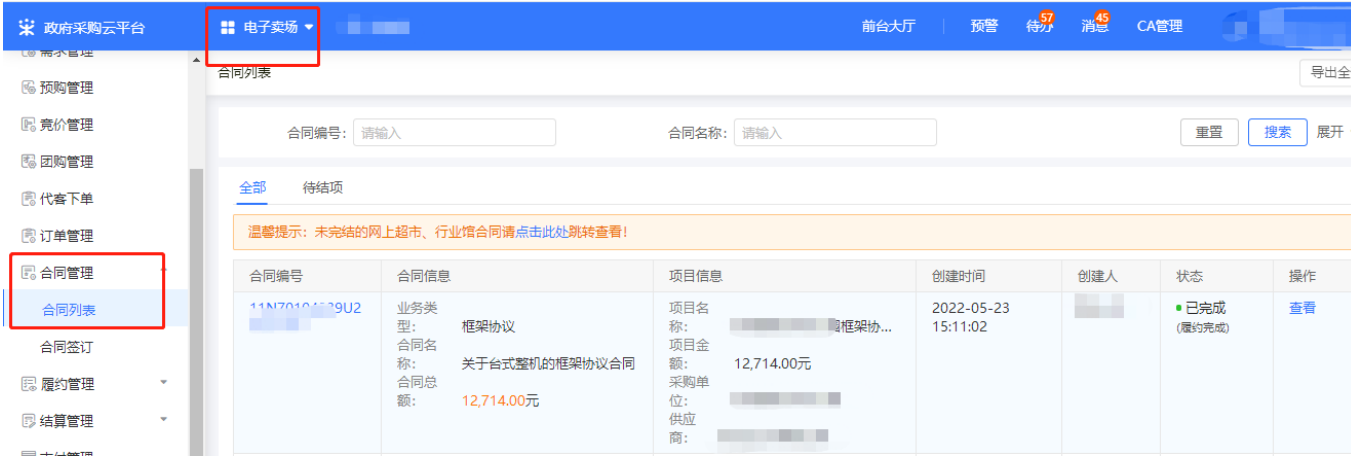 政府采购云平台
电子卖场
前台大厅
预警
待办
57
消息
45
CA管理
需求管理
预购管理
竞价管理
团购管理
代客下单
订单管理
合同管理
合同列表
合同签订
履约管理
结算管理
支付管理
合同列表
导出全
合同编号：
请输入
合同名称：
请输入
重置
搜索
展开
全部
待结项
温馨提示：未完结的网上超市、行业馆合同请点击此处跳转查看！
合同编号
合同信息
项目信息
创建时间
创建人
状态
操作
业务类
型：
框架协议
合同名
称：
关于台式整机的框架协议合同
合同总
额：
12,714.00元
项目名
称：
框架协...
项目金
额：
12,714.00元
采购单
位：
供应
商：
2022-05-23
15:11:02
已完成
(履约完成)
查看